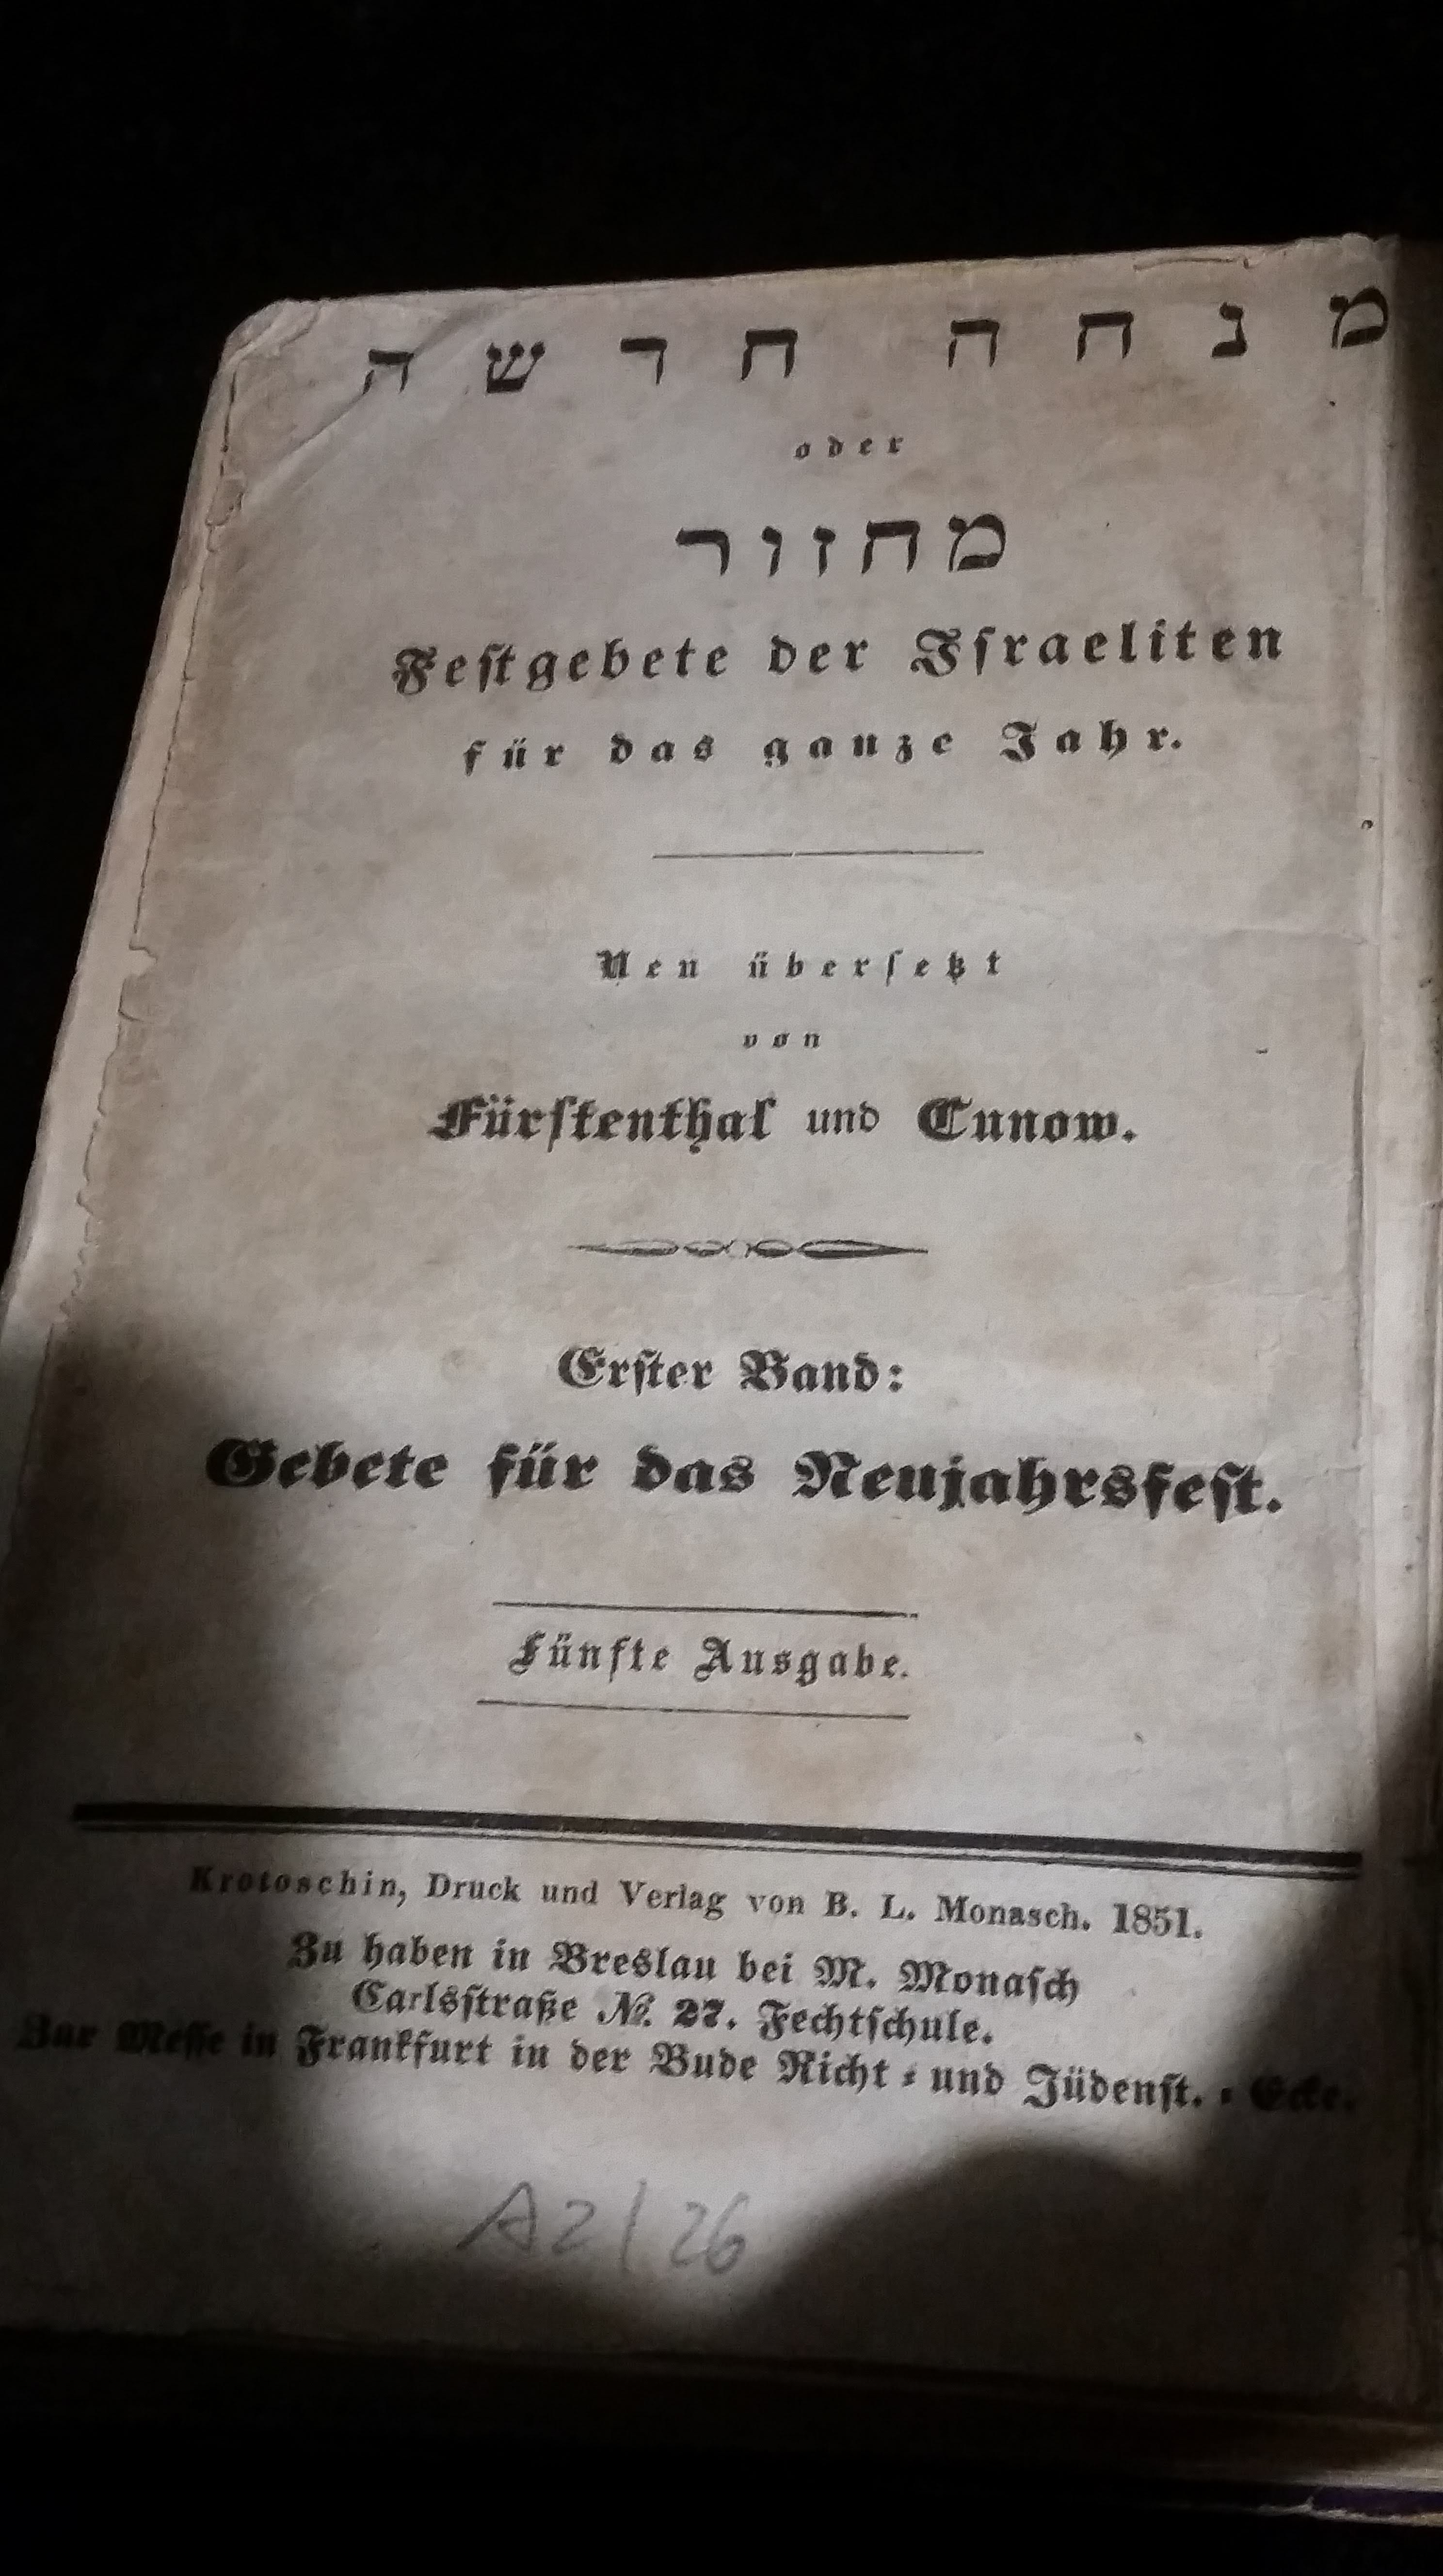 מנחה חדשה
oder
מחזור
Festgebete der Israeliten
für das ganze Jahr.
Neu übersetzt
von
Fürstenthal und Cunow.
Erster Band:
Gebete für das Neujahrsfest.
Fünfte Ausgabe.
Krotoschin, Druck und Verlag von B. L. Monasch. 1851.
Zu haben in Breslau bei M. Monasch
Carlsstraße No. 27. Fechtschule.
Zur Messe in Frankfurt in der Bude Richt- und Jüdenst.-Ecke.
A2/26